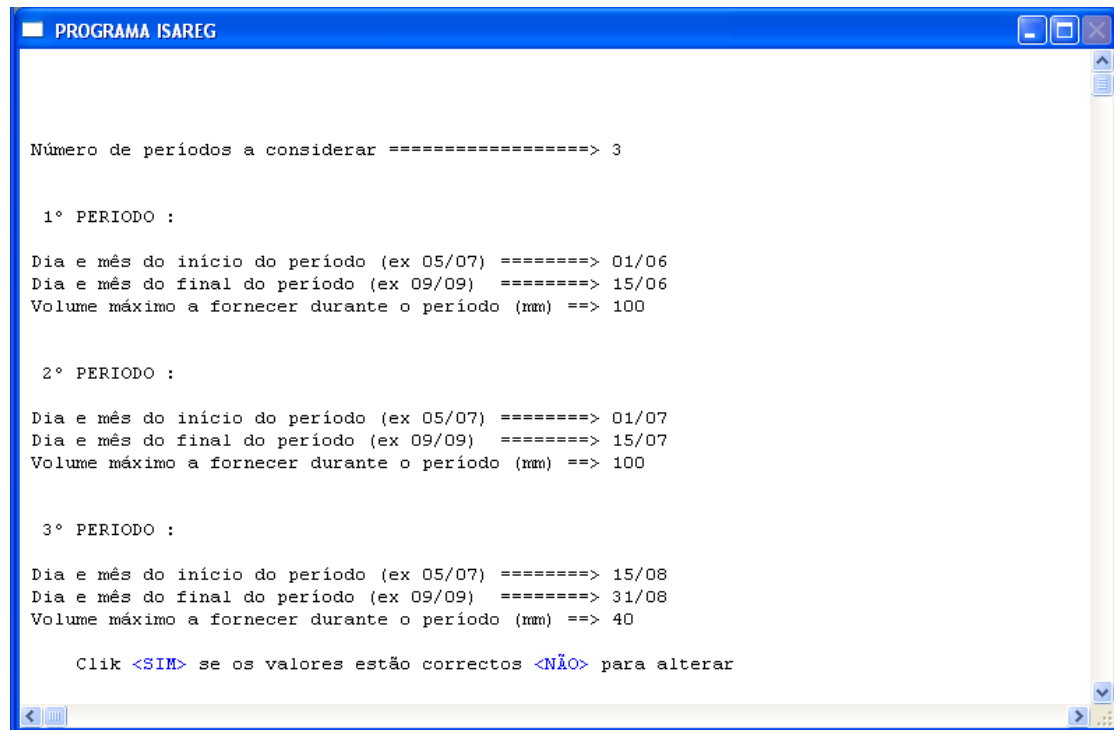 PROGRAMA ISAREG
Número de períodos a considerar ==================> 3
1º PERIODO :
Dia e mês do início do período (ex 05/07) ========> 01/06
Dia e mês do final do período (ex 09/09) ========> 15/06
Volume máximo a fornecer durante o período (mm) ==> 100
2º PERIODO :
Dia e mês do início do período (ex 05/07) ========> 01/07
Dia e mês do final do período (ex 09/09) ========> 15/07
Volume máximo a fornecer durante o período (mm) ==> 100
3º PERIODO :
Dia e mês do início do período (ex 05/07) ========> 15/08
Dia e mês do final do período (ex 09/09) ========> 31/08
Volume máximo a fornecer durante o período (mm) ==> 40
Clik <SIM> se os valores estão correctos <NÃO> para alterar